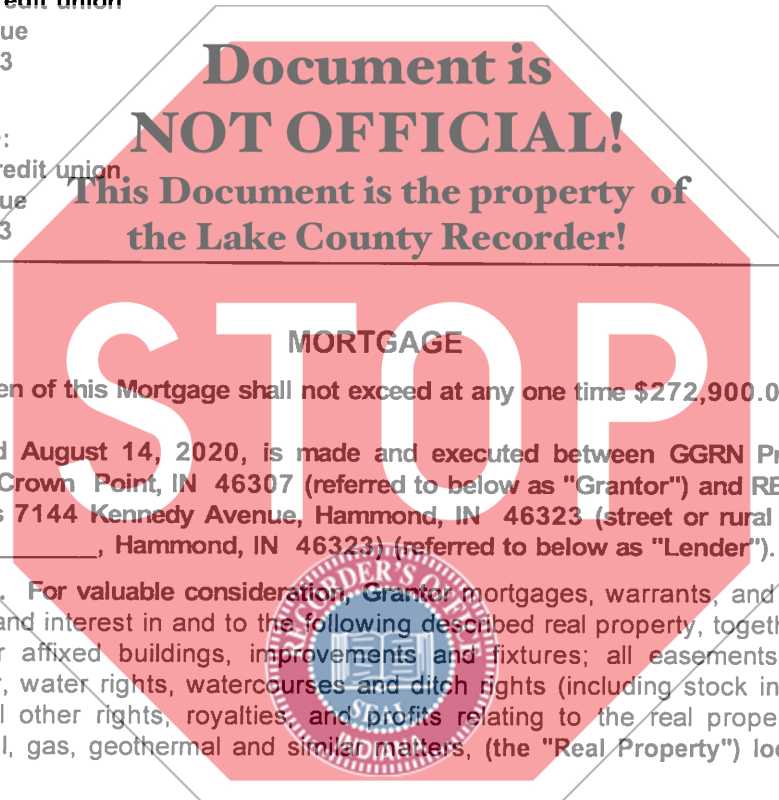 redit union
ue
3
:
redit union
ue
3
Document is
NOT OFFICIAL!
This Document is the property of
the Lake County Recorder!
STOP
MORTGAGE
en of this Mortgage shall not exceed at any one time $272,900.0
d August 14, 2020, is made and executed between GGRN Pr
Crown Point, IN 46307 (referred to below as "Grantor") and RE
s 7144 Kennedy Avenue, Hammond, IN 46323 (street or rural
, Hammond, IN 46323) (referred to below as "Lender").
. For valuable consideration, Grantor mortgages, warrants, and
and interest in and to the following described real property, togeth
r affixed buildings, improvements and fixtures; all easements
, water rights, watercourses and ditch rights (including stock in
l other rights, royalties, and profits relating to the real prope
l, gas, geothermal and similar matters, (the "Real Property") loc
RECORDER'S OFFICE
SEAL
INDIANA